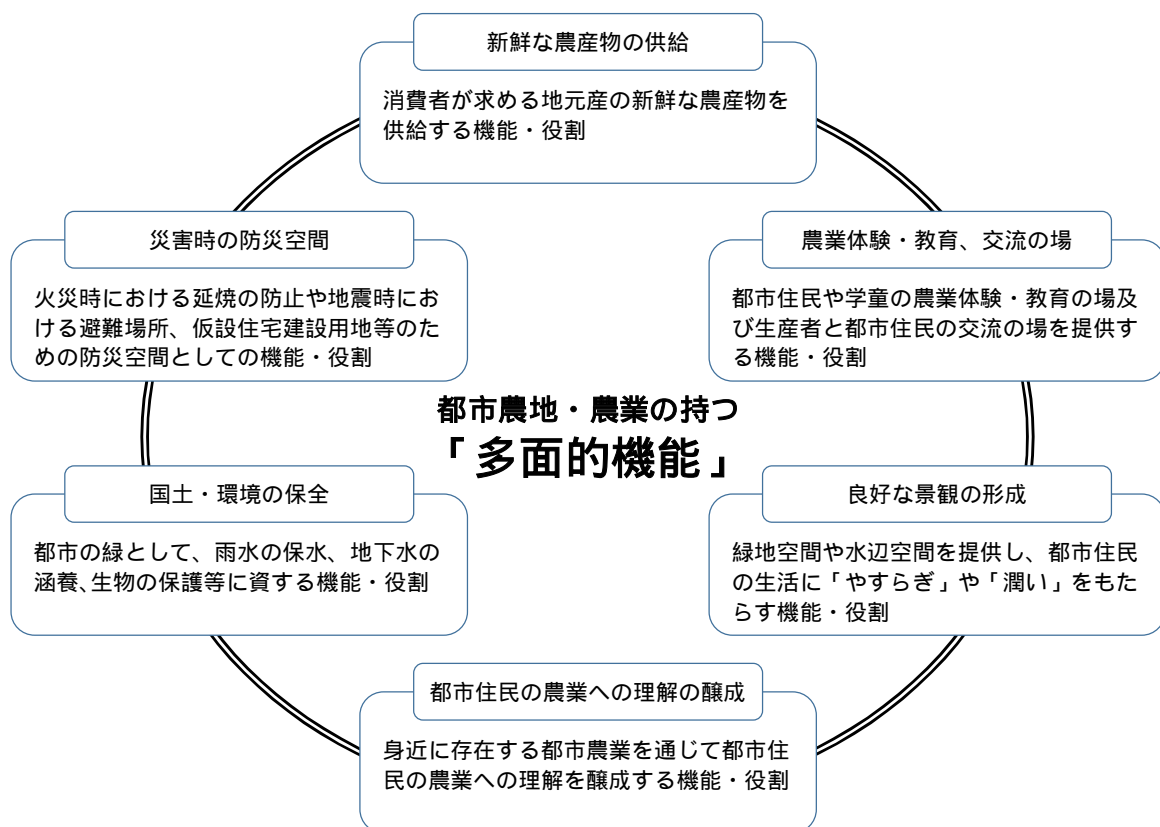 新鮮な農産物の供給
消費者が求める地元産の新鮮な農産物を
供給する機能・役割
災害時の防災空間
火災時における延焼の防止や地震時にお
ける避難場所、仮設住宅建設用地等のた
めの防災空間としての機能・役割
農業体験・教育、交流の場
都市住民や学童の農業体験・教育の場及
び生産者と都市住民の交流の場を提供す
る機能・役割
都市農地・農業の持つ
「多面的機能」
国土・環境の保全
都市の緑として、雨水の保水、地下水の
涵養、生物の保護等に資する機能・役割
良好な景観の形成
緑地空間や水辺空間を提供し、都市住民
の生活に「やすらぎ」や「潤い」をもた
らす機能・役割
都市住民の農業への理解の醸成
身近に存在する都市農業を通じて都市住
民の農業への理解を醸成する機能・役割